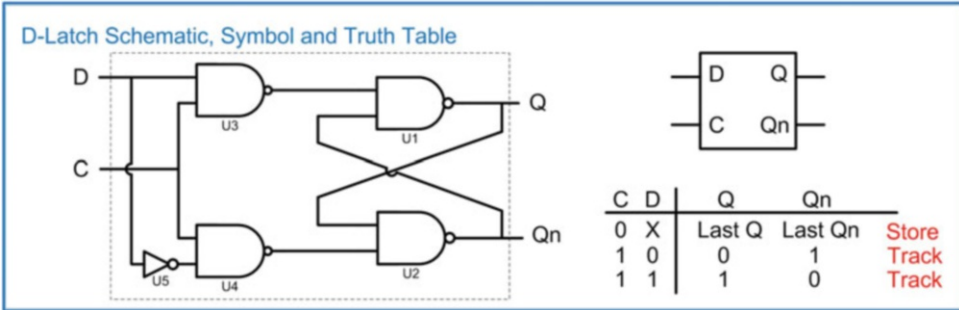 D-Latch Schematic, Symbol and Truth Table
D
U3
U1
Q
C
U5
U4
U2
Qn
D Q
C Qn
C D Q Qn
0 X Last Q Last Qn Store
1 0 0 1 Track
1 1 1 0 Track